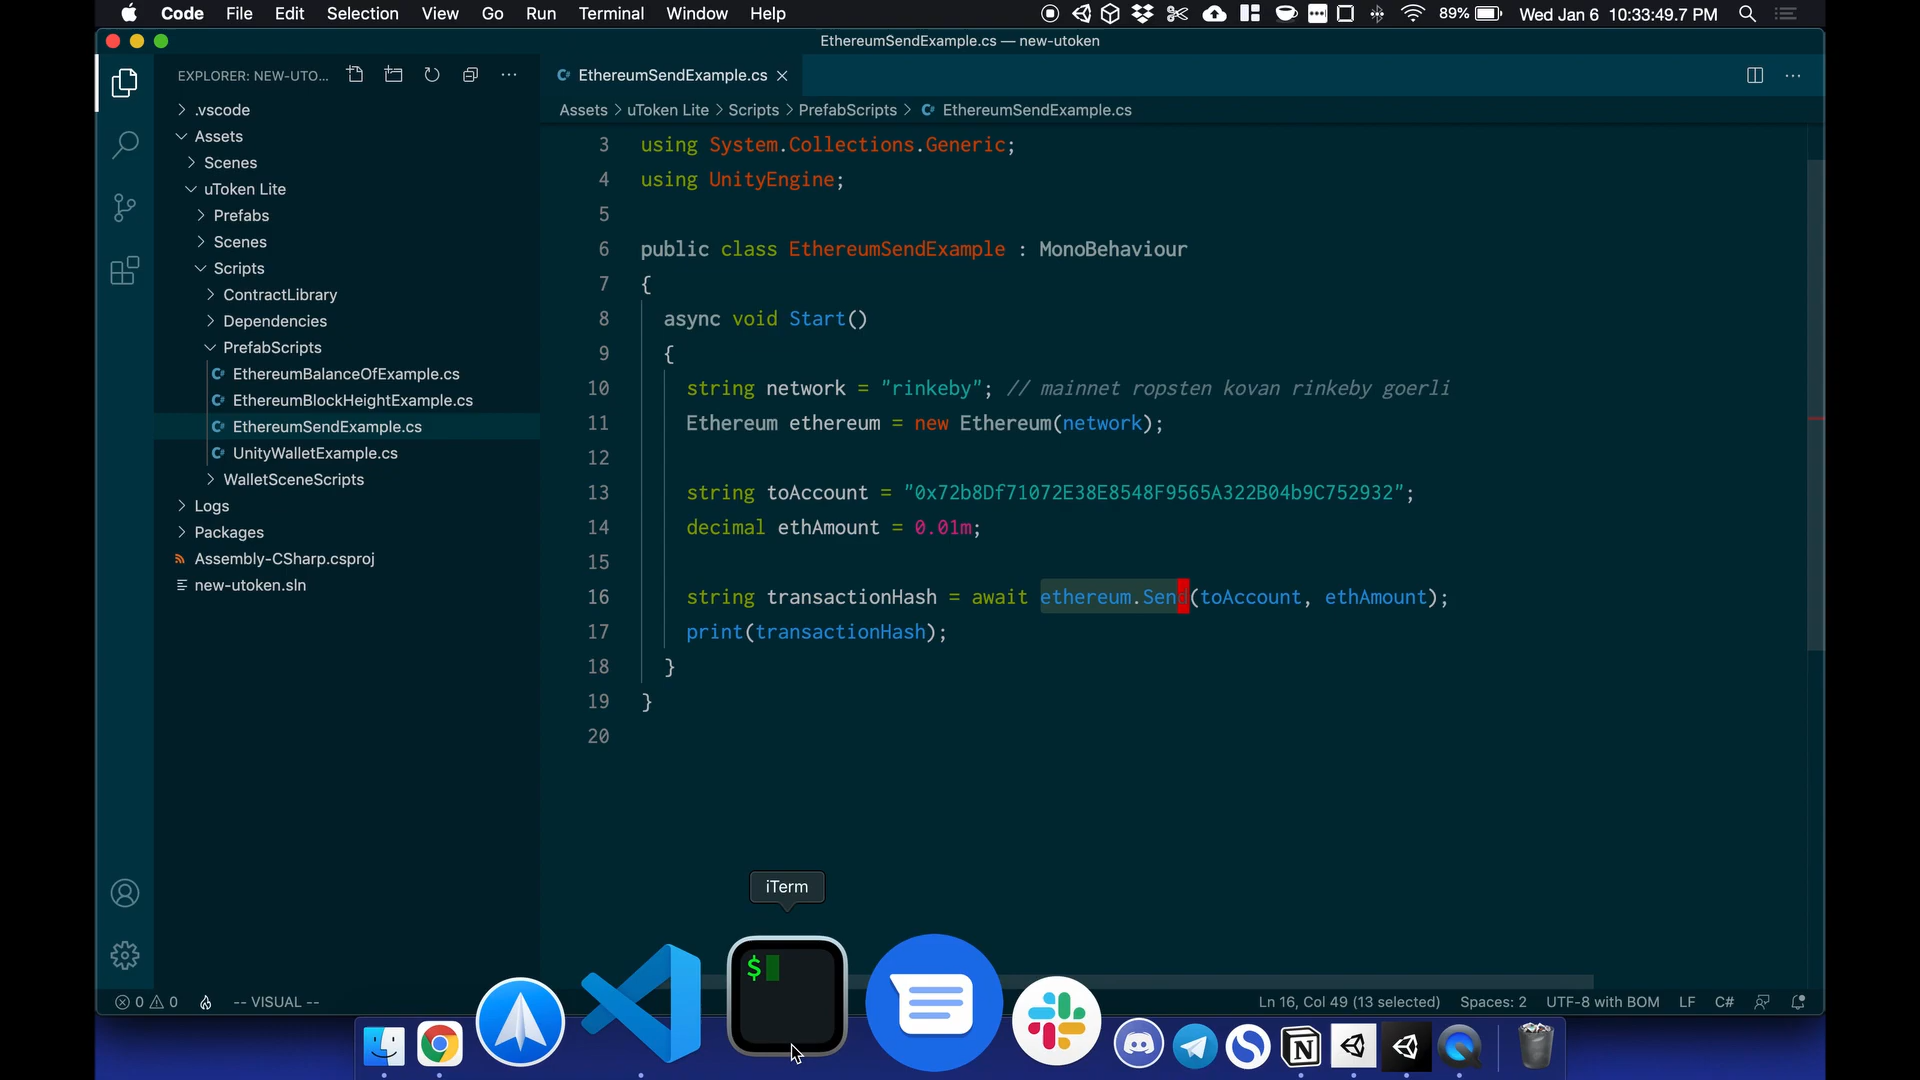 Code File Edit Selection View Go Run Terminal Window Help 89% Wed Jan 6 10:33:49.7 PM
EthereumSendExample.cs — new-utoken
EXPLORER: NEW-UTO...
.vscode
Assets
Scenes
uToken Lite
Prefabs
Scenes
Scripts
ContractLibrary
Dependencies
PrefabScripts
EthereumBalanceOfExample.cs
EthereumBlockHeightExample.cs
EthereumSendExample.cs
UnityWalletExample.cs
WalletSceneScripts
Logs
Packages
Assembly-CSharp.csproj
new-utoken.sln
EthereumSendExample.cs
Assets > uToken Lite > Scripts > PrefabScripts > EthereumSendExample.cs
3 using System.Collections.Generic;
4 using UnityEngine;
5
6 public class EthereumSendExample : MonoBehaviour
7 {
8 async void Start()
9 {
10 string network = "rinkeby"; // mainnet ropsten kovan rinkeby goerli
11 Ethereum ethereum = new Ethereum(network);
12
13 string toAccount = "0x72b8Df71072E38E8548F9565A322B04b9C752932";
14 decimal ethAmount = 0.01m;
15
16 string transactionHash = await ethereum.Send(toAccount, ethAmount);
17 print(transactionHash);
18 }
19 }
20
iTerm
$
0 0 -- VISUAL -- Ln 16, Col 49 (13 selected) Spaces: 2 UTF-8 with BOM LF C#